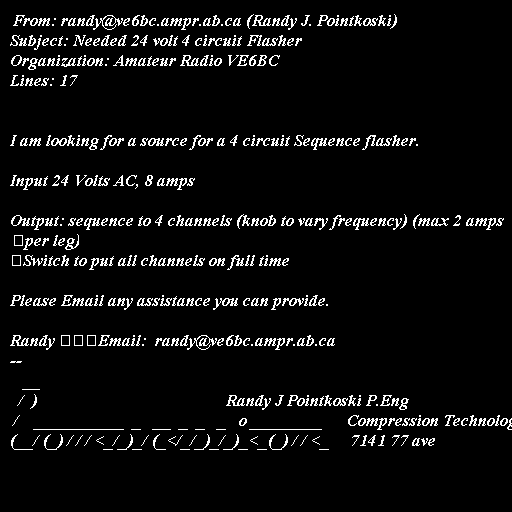 From: randy@ve6bc.ampr.ab.ca (Randy J. Pointkoski)
Subject: Needed 24 volt 4 circuit Flasher
Organization: Amateur Radio VE6BC
Lines: 17
I am looking for a source for a 4 circuit Sequence flasher.
Input 24 Volts AC, 8 amps
Output: sequence to 4 channels (knob to vary frequency) (max 2 amps
□per leg)
□Switch to put all channels on full time
Please Email any assistance you can provide.
Randy □□□Email:  randy@ve6bc.ampr.ab.ca
--
__
/ )                                             Randy J Pointkoski P.Eng
/   __________ _  __ _ _  _   o ________      Compression Technolog
(__/ () / / / <_/_)_/ (_</_/_)_/_)_<_() / / <_     7141 77 ave